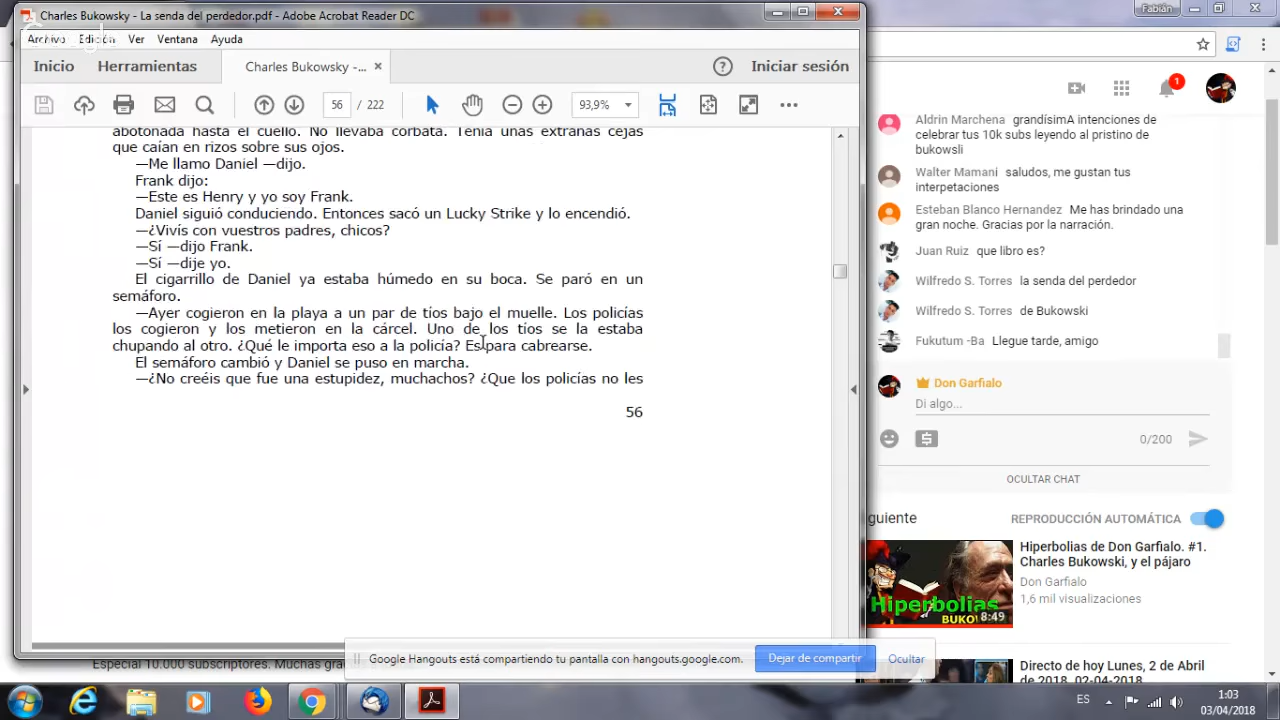 Charles Bukowsky - La senda del perdedor.pdf - Adobe Acrobat Reader DC
Fabián
Archivo Edición Ver Ventana Ayuda
Inicio Herramientas Charles Bukowsky -... × Iniciar sesión
56 / 222 93,9%
abotonada hasta el cuello. No llevaba corbata. Tenía unas extrañas cejas
que caían en rizos sobre sus ojos.
—Me llamo Daniel —dijo.
Frank dijo:
—Este es Henry y yo soy Frank.
Daniel siguió conduciendo. Entonces sacó un Lucky Strike y lo encendió.
—¿Vivís con vuestros padres, chicos?
—Sí —dijo Frank.
—Sí —dije yo.
El cigarrillo de Daniel ya estaba húmedo en su boca. Se paró en un
semáforo.
—Ayer cogieron en la playa a un par de tíos bajo el muelle. Los policías
los cogieron y los metieron en la cárcel. Uno de los tíos se la estaba
chupando al otro. ¿Qué le importa eso a la policía? Es para cabrearse.
El semáforo cambió y Daniel se puso en marcha.
—¿No creéis que fue una estupidez, muchachos? ¿Que los policías no les
56
1
Aldrin Marchena grandísimA intenciones de
celebrar tus 10k subs leyendo al pristino de
bukowsli
Walter Mamani saludos, me gustan tus
interpetaciones
Esteban Blanco Hernandez Me has brindado una
gran noche. Gracias por la narración.
Juan Ruiz que libro es?
Wilfredo S. Torres la senda del perdedor
Wilfredo S. Torres de Bukowski
Fukutum -Ba Llegue tarde, amigo
Don Garfialo
Di algo...
0/200
OCULTAR CHAT
guiente REPRODUCCIÓN AUTOMÁTICA
Hiperbolias
BUKO
8:49
Hiperbolias de Don Garfialo. #1.
Charles Bukowski, y el pájaro
Don Garfialo
1,6 mil visualizaciones
Directo de hoy Lunes, 2 de Abril
de 2018. 02-04-2018
Google Hangouts está compartiendo tu pantalla con hangouts.google.com. Dejar de compartir Ocultar
Especial 10.000 subscriptores. Muchas
ES
1:03
03/04/2018